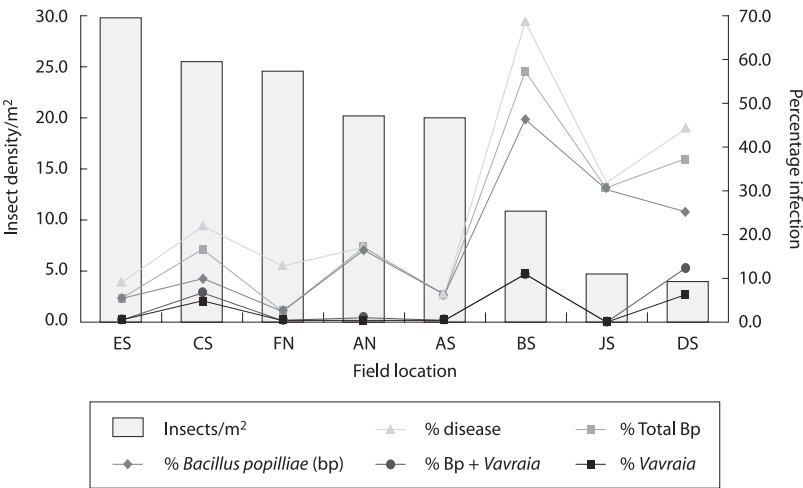 30.0
25.0
20.0
15.0
10.0
5.0
0.0
Insect density/m²
70.0
60.0
50.0
40.0
30.0
20.0
10.0
0.0
Percentage infection
ES CS FN AN AS BS JS DS
Field location
Insects/m² % disease % Total Bp
% Bacillus popilliae (bp) % Bp + Vavraia % Vavraia